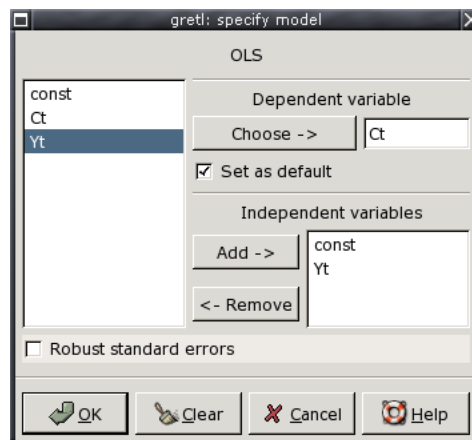 gretl: specify model
OLS
const
Ct
Yt
Dependent variable
Choose ->
Ct
Set as default
Independent variables
Add ->
<- Remove
const
Yt
Robust standard errors
OK
Clear
Cancel
Help